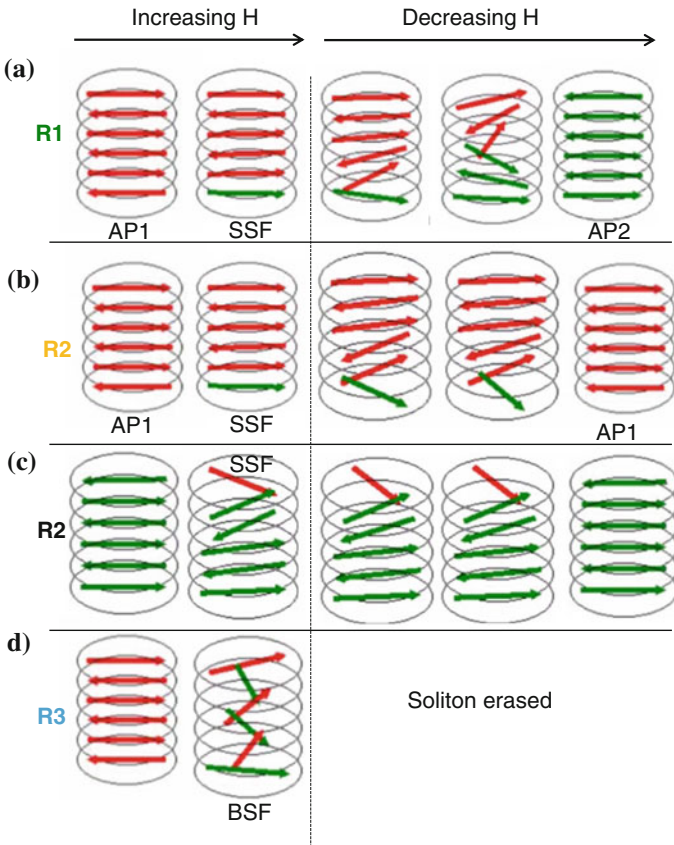 Increasing H
Decreasing H
(a)
R1
AP1
SSF
AP2
(b)
R2
AP1
SSF
AP1
(c)
SSF
R2
d)
R3
Soliton erased
BSF